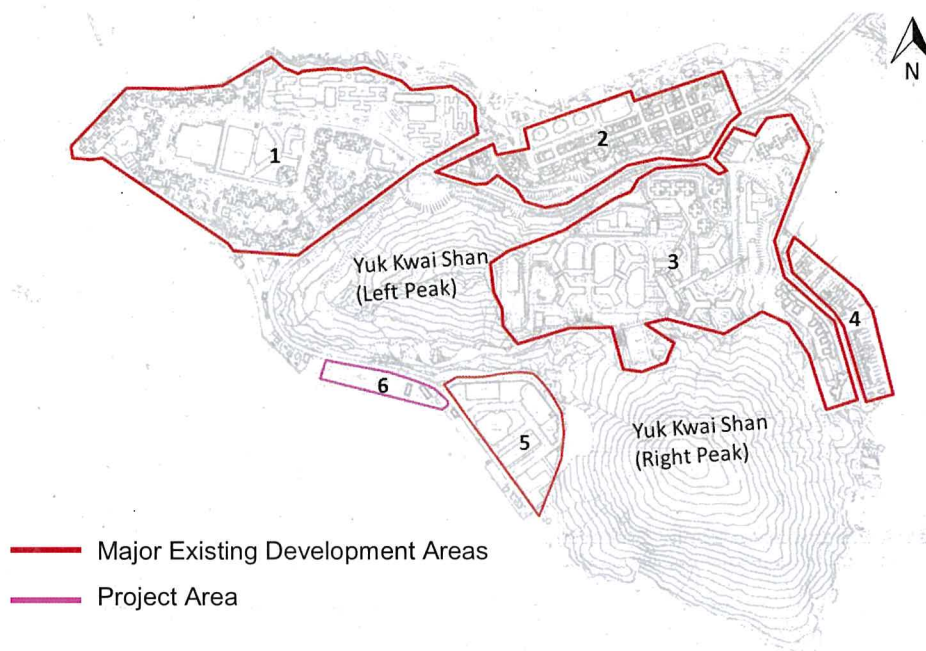 N
1
2
3
4
5
6
Yuk Kwai Shan
(Left Peak)
Yuk Kwai Shan
(Right Peak)
Major Existing Development Areas
Project Area